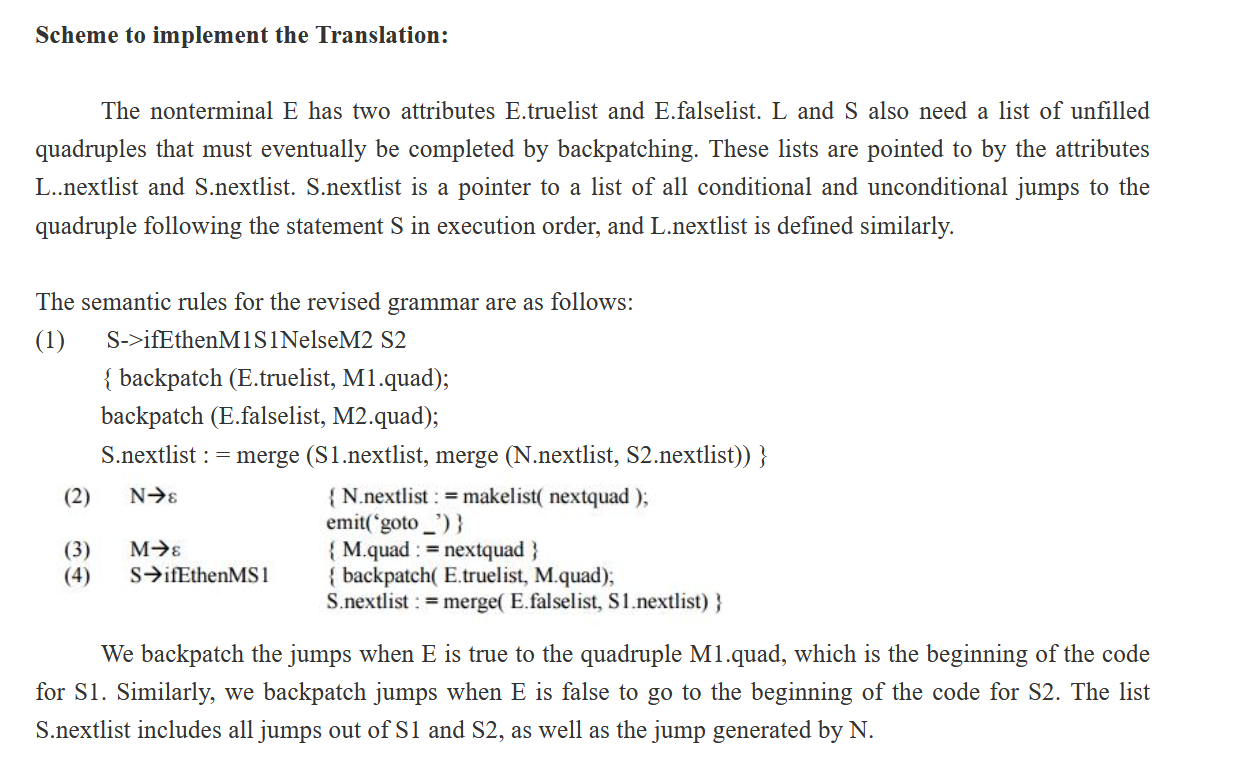 Scheme to implement the Translation:
The nonterminal E has two attributes E.truelist and E.falselist. L and S also need a list of unfilled
quadruples that must eventually be completed by backpatching. These lists are pointed to by the attributes
L..nextlist and S.nextlist. S.nextlist is a pointer to a list of all conditional and unconditional jumps to the
quadruple following the statement S in execution order, and L.nextlist is defined similarly.
The semantic rules for the revised grammar are as follows:
(1) S->ifEthenM1S1NelseM2 S2
{ backpatch (E.truelist, M1.quad);
backpatch (E.falselist, M2.quad);
S.nextlist : = merge (S1.nextlist, merge (N.nextlist, S2.nextlist)) }
(2) N→ε { N.nextlist : = makelist( nextquad );
emit(‘goto _’) }
(3) M→ε { M.quad : = nextquad }
(4) S→ifEthenMS1 { backpatch( E.truelist, M.quad);
S.nextlist : = merge( E.falselist, S1.nextlist) }
We backpatch the jumps when E is true to the quadruple M1.quad, which is the beginning of the code
for S1. Similarly, we backpatch jumps when E is false to go to the beginning of the code for S2. The list
S.nextlist includes all jumps out of S1 and S2, as well as the jump generated by N.